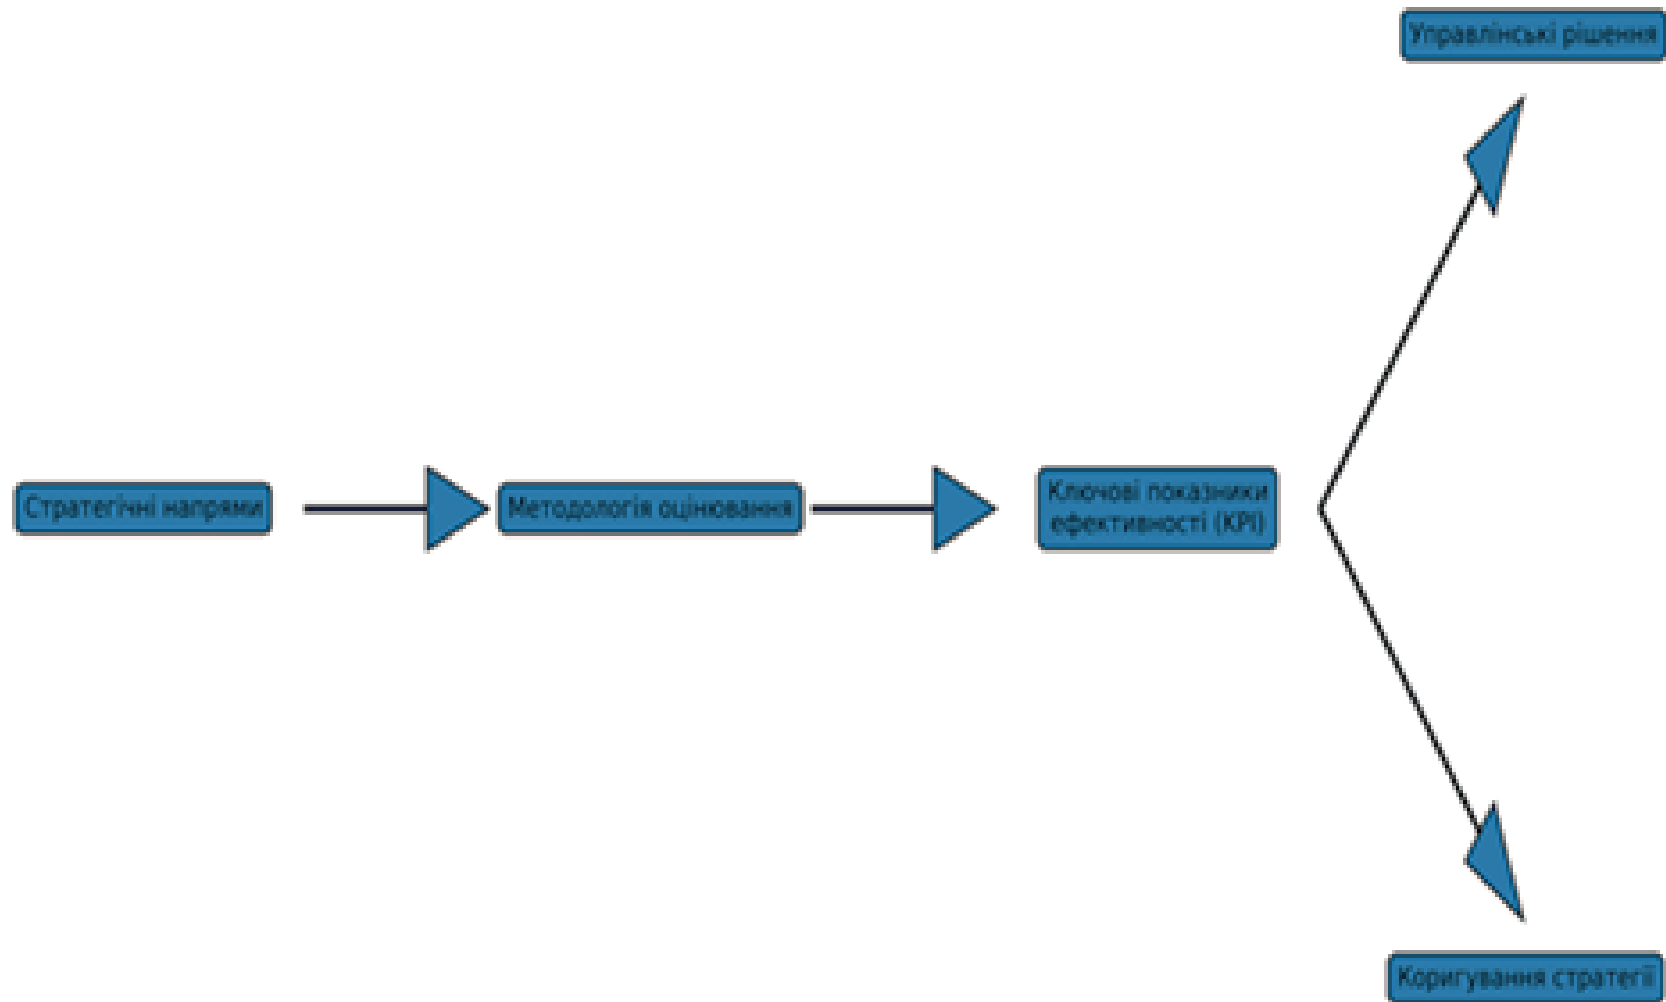 Управлінські рішення
Стратегічні напрями
Методологія оцінювання
Ключові показники
ефективності (KPI)
Коригування стратегії